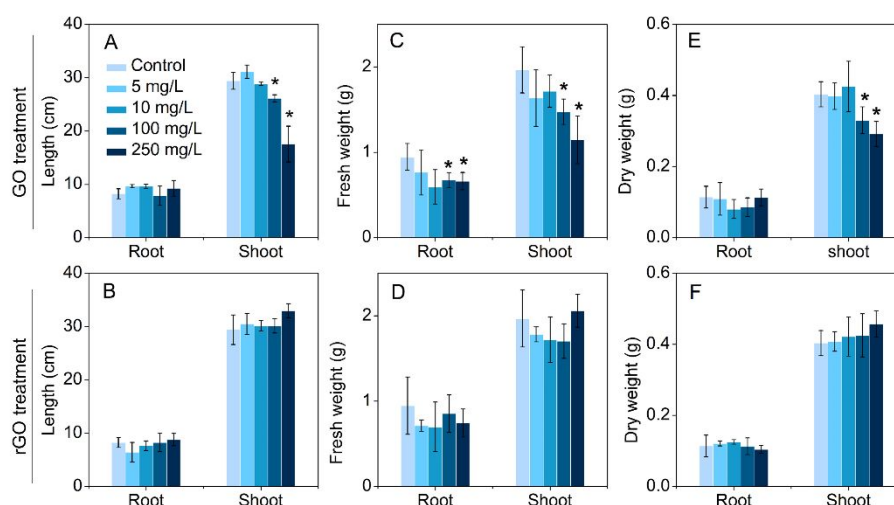 GO treatment
Length (cm)
40
30
20
10
0
A
Control
5 mg/L
10 mg/L
100 mg/L
250 mg/L
*
*
Root
Shoot
Fresh weight (g)
2
1
0
C
*
*
*
*
Root
Shoot
Dry weight (g)
0.6
0.4
0.2
0.0
E
*
*
Root
shoot
rGO treatment
Length (cm)
40
30
20
10
0
B
Root
Shoot
Fresh weight (g)
2
1
0
D
Root
Shoot
Dry weight (g)
0.6
0.4
0.2
0.0
F
Root
Shoot